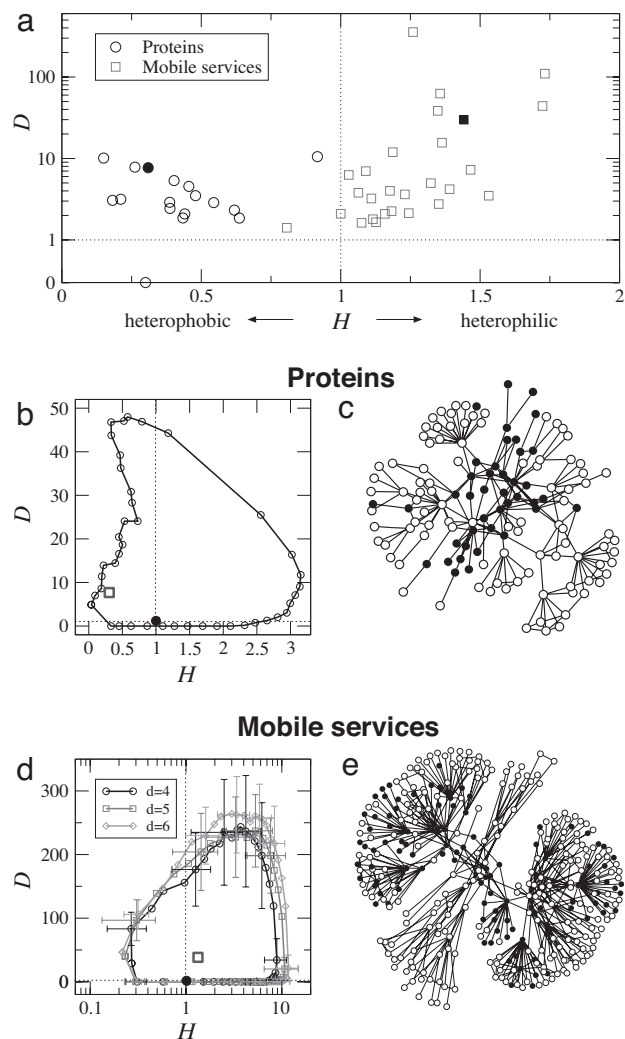 a
Proteins
Mobile services
D
100
10
1
0
0
0.5
1
1.5
2
heterophobic
H
heterophilic
Proteins
b
c
D
50
40
30
20
10
0
0
0.5
1
1.5
2
2.5
3
H
Mobile services
d
e
d=4
d=5
d=6
D
300
200
100
0
0.1
1
10
H